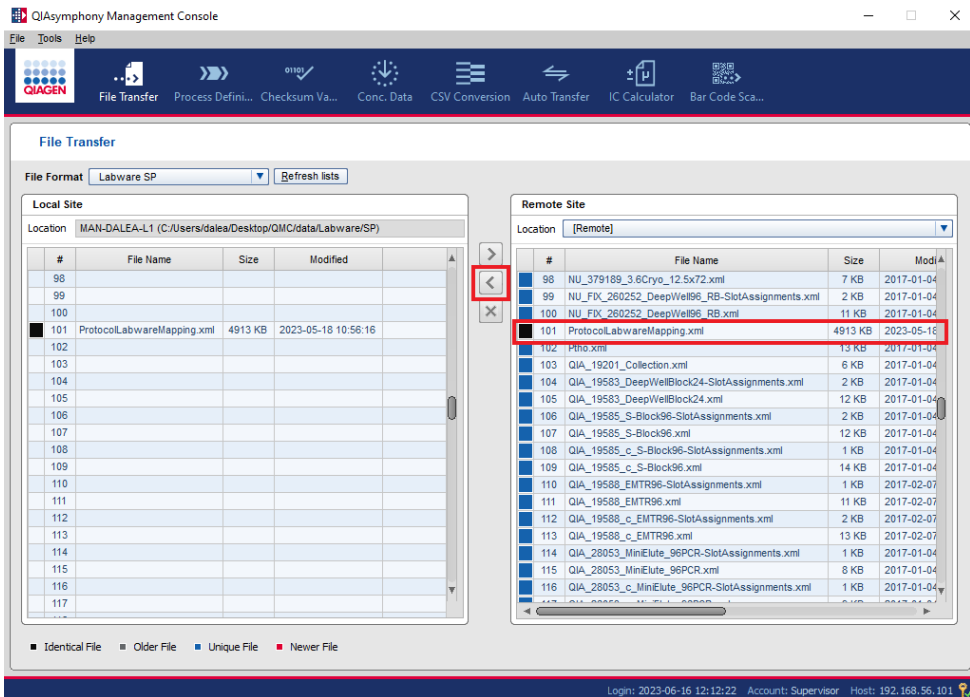 QIAsymphony Management Console
File Tools Help
QIAGEN
File Transfer Process Defini... Checksum Va... Conc. Data CSV Conversion Auto Transfer IC Calculator Bar Code Sca...
File Transfer
File Format Labware SP Refresh lists
Local Site
Location MAN-DALEA-L1 (C:/Users/dalea/Desktop/QMC/data/Labware/SP)
# File Name Size Modified
98
99
100
101 ProtocolLabwareMapping.xml 4913 KB 2023-05-18 10:56:16
102
103
104
105
106
107
108
109
110
111
112
113
114
115
116
117
Remote Site
Location [Remote]
# File Name Size Modi
98 NU_379189_3.6Cryo_12.5x72.xml 7 KB 2017-01-04
99 NU_FIX_260252_DeepWell96_RB-SlotAssignments.xml 2 KB 2017-01-04
100 NU_FIX_260252_DeepWell96_RB.xml 11 KB 2017-01-04
101 ProtocolLabwareMapping.xml 4913 KB 2023-05-18
102 Ptho.xml 13 KB 2017-01-04
103 QIA_19201_Collection.xml 6 KB 2017-01-04
104 QIA_19583_DeepWellBlock24-SlotAssignments.xml 2 KB 2017-01-04
105 QIA_19583_DeepWellBlock24.xml 12 KB 2017-01-04
106 QIA_19585_S-Block96-SlotAssignments.xml 2 KB 2017-01-04
107 QIA_19585_S-Block96.xml 12 KB 2017-01-04
108 QIA_19585_c_S-Block96-SlotAssignments.xml 1 KB 2017-01-04
109 QIA_19585_c_S-Block96.xml 14 KB 2017-01-04
110 QIA_19588_EMTR96-SlotAssignments.xml 1 KB 2017-02-07
111 QIA_19588_EMTR96.xml 11 KB 2017-02-07
112 QIA_19588_c_EMTR96-SlotAssignments.xml 2 KB 2017-02-07
113 QIA_19588_c_EMTR96.xml 13 KB 2017-02-07
114 QIA_28053_MiniElute_96PCR-SlotAssignments.xml 1 KB 2017-01-04
115 QIA_28053_MiniElute_96PCR.xml 8 KB 2017-01-04
116 QIA_28053_c_MiniElute_96PCR-SlotAssignments.xml 1 KB 2017-01-04
Identical File Older File Unique File Newer File
Login: 2023-06-16 12:12:22 Account: Supervisor Host: 192.168.56.101